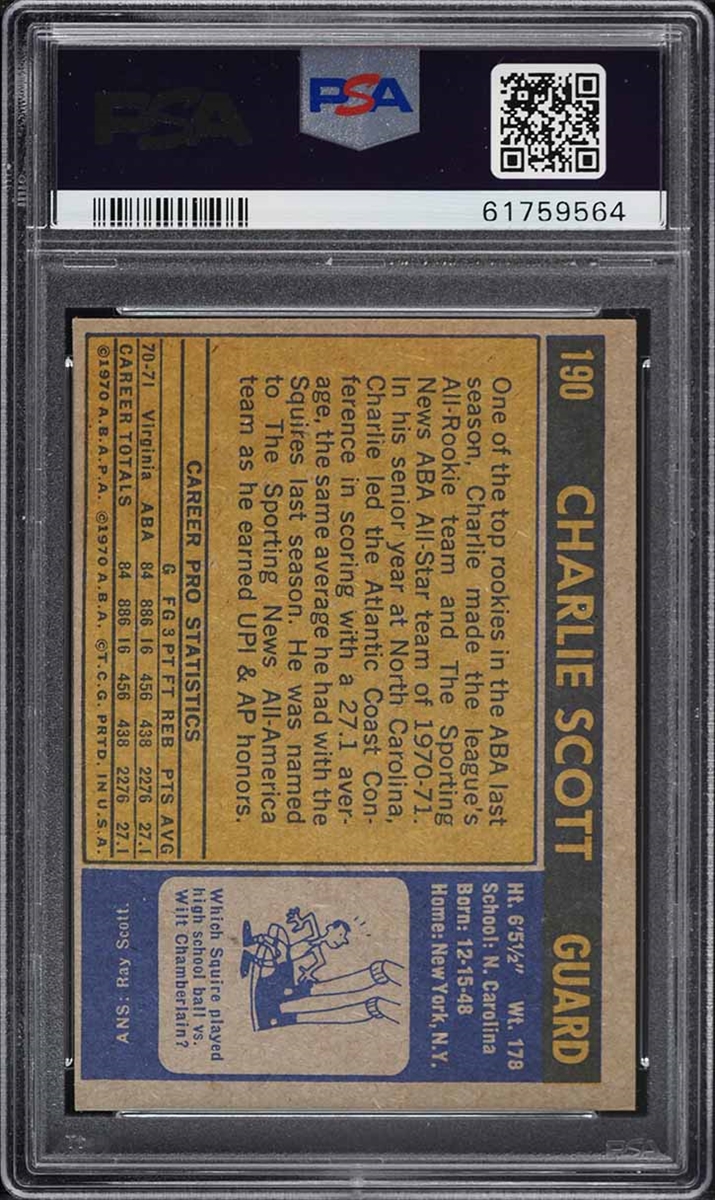 PSA
PSA
61759564
190 CHARLIE SCOTT GUARD
Ht. 6'5½" Wt. 178
School: N. Carolina
Born: 12-15-48
Home: New York, N.Y.
One of the top rookies in the ABA last
season, Charlie made the league's
All-Rookie team and The Sporting
News ABA All-Star team of 1970-71.
In his senior year at North Carolina,
Charlie led the Atlantic Coast Con-
ference in scoring with a 27.1 aver-
age, the same average he had with the
Squires last season. He was named
to The Sporting News All-America
team as he earned UPI & AP honors.
CAREER PRO STATISTICS
G FG 3PT FT REB PTS AVG
70-71 Virginia ABA 84 886 16 456 438 2276 27.1
CAREER TOTALS 84 886 16 456 438 2276 27.1
©1970 A.B.A.P.A. ©1970 A.B.A. ©T.C.G. PRTD. IN U.S.A.
Which Squire played
high school ball vs.
Wilt Chamberlain?
ANS: Ray Scott.
PSA